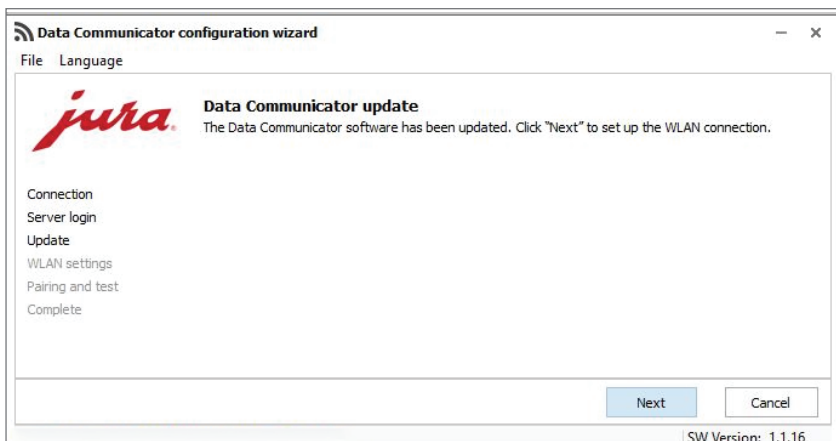 Data Communicator configuration wizard
File Language
jura
Data Communicator update
The Data Communicator software has been updated. Click "Next" to set up the WLAN connection.
Connection
Server login
Update
WLAN settings
Pairing and test
Complete
Next Cancel
SW Version: 1.1.16